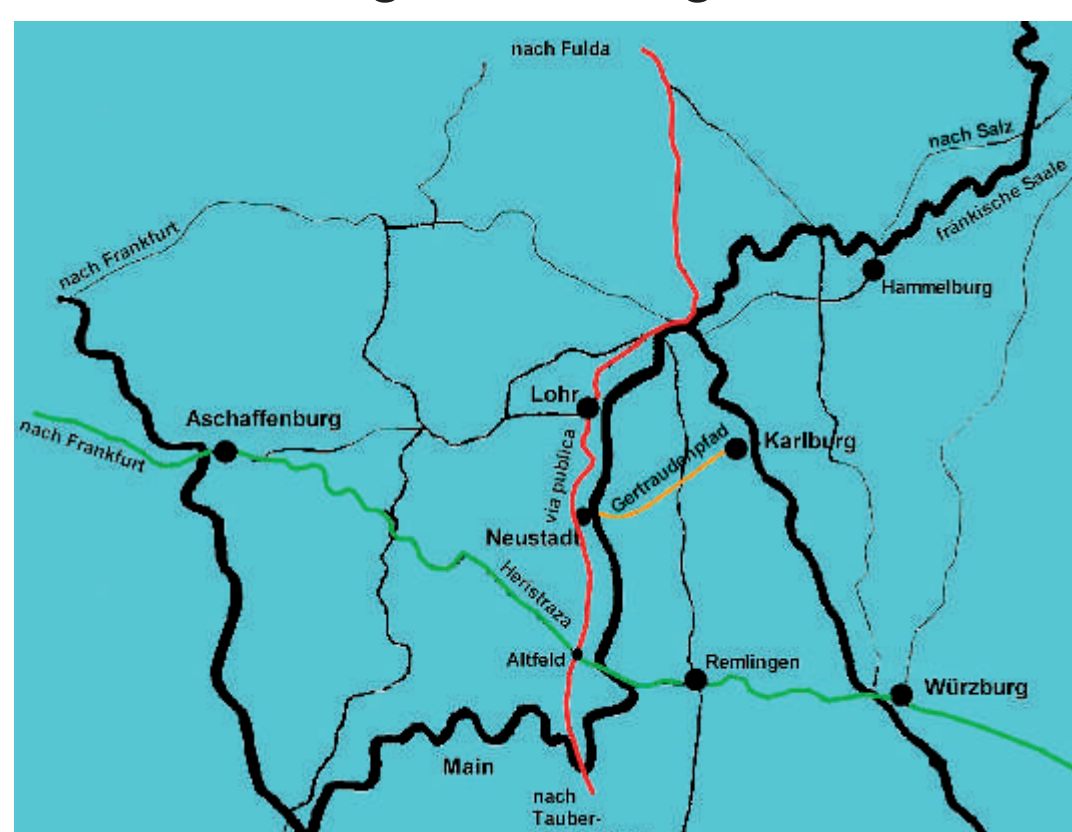 nach Fulda
nach Salz
fränkische Saale
nach Frankfurt
Hammelburg
Lohr
Aschaffenburg
nach Frankfurt
via publica
Gertraudenpfad
Karlburg
Neustadt
Heristraza
Altfeld
Remlingen
Würzburg
Main
nach
Tauber-